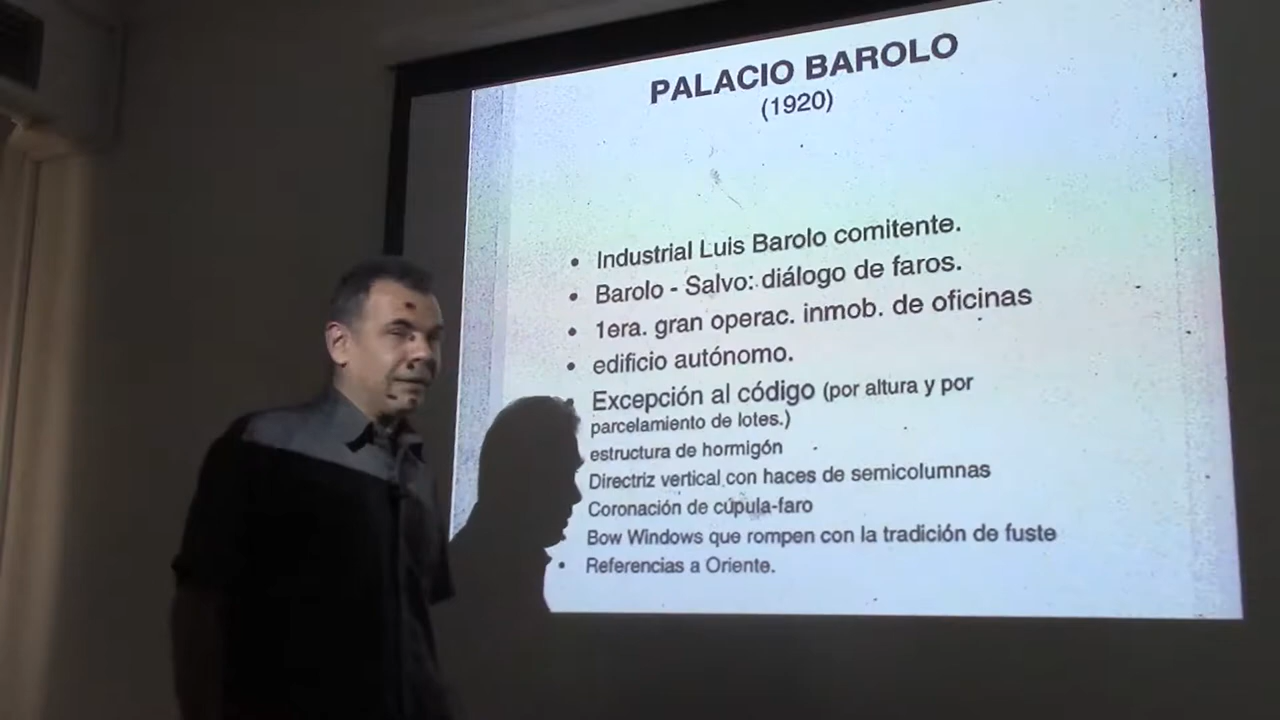 PALACIO BAROLO
(1920)
• Industrial Luis Barolo comitente.
• Barolo - Salvo: diálogo de faros.
• 1era. gran operac. inmob. de oficinas
• edificio autónomo.
• Excepción al código (por altura y por
parcelamiento de lotes.)
estructura de hormigón
Directriz vertical con haces de semicolumnas
Coronación de cúpula-faro
Bow Windows que rompen con la tradición de fuste
• Referencias a Oriente.